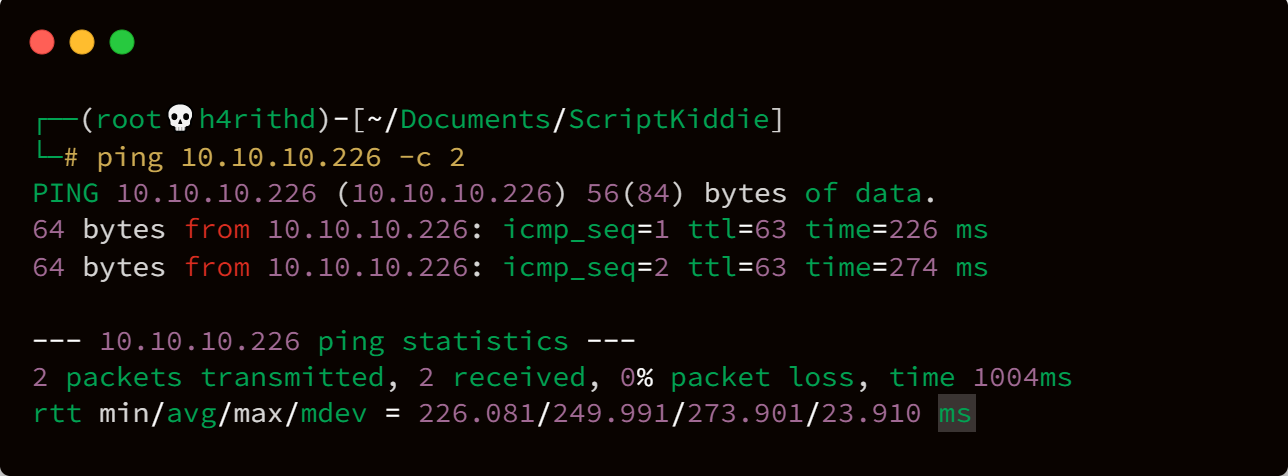 ┌──(root💀h4rithd)-[~/Documents/ScriptKiddie]
└─# ping 10.10.10.226 -c 2
PING 10.10.10.226 (10.10.10.226) 56(84) bytes of data.
64 bytes from 10.10.10.226: icmp_seq=1 ttl=63 time=226 ms
64 bytes from 10.10.10.226: icmp_seq=2 ttl=63 time=274 ms

--- 10.10.10.226 ping statistics ---
2 packets transmitted, 2 received, 0% packet loss, time 1004ms
rtt min/avg/max/mdev = 226.081/249.991/273.901/23.910 ms